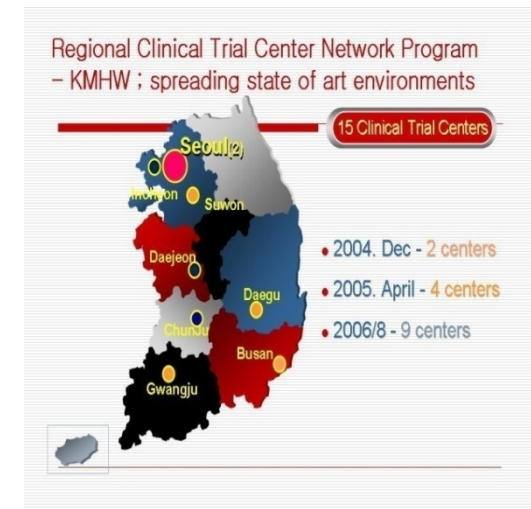 Regional Clinical Trial Center Network Program
- KMHW ; spreading state of art environments
15 Clinical Trial Centers
Seoul(2)
Suwon
Daejeon
Daegu
Busan
Gwangju
• 2004. Dec - 2 centers
• 2005. April - 4 centers
• 2006/8 - 9 centers